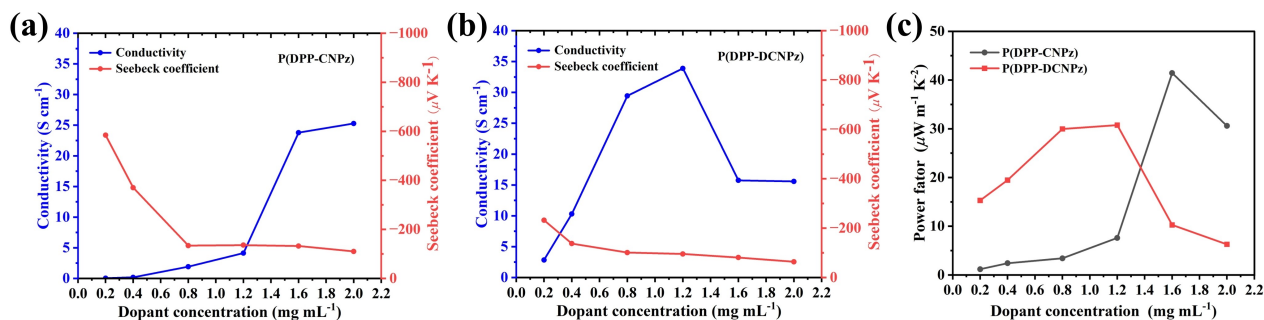 (a)
Conductivity
Seebeck coefficient
P(DPP-CNPz)
Conductivity (S cm⁻¹)
40
35
30
25
20
15
10
5
0
Seebeck coefficient (μV K⁻¹)
−1000
−800
−600
−400
−200
0
0.0 0.2 0.4 0.6 0.8 1.0 1.2 1.4 1.6 1.8 2.0 2.2
Dopant concentration (mg mL⁻¹)
(b)
Conductivity
Seebeck coefficient
P(DPP-DCNPz)
Conductivity (S cm⁻¹)
40
35
30
25
20
15
10
5
0
Seebeck coefficient (μV K⁻¹)
−1000
−800
−600
−400
−200
0
0.0 0.2 0.4 0.6 0.8 1.0 1.2 1.4 1.6 1.8 2.0 2.2
Dopant concentration (mg mL⁻¹)
(c)
P(DPP-CNPz)
P(DPP-DCNPz)
Power fator (μW m⁻¹ K⁻²)
50
40
30
20
10
0
0.0 0.2 0.4 0.6 0.8 1.0 1.2 1.4 1.6 1.8 2.0 2.2
Dopant concentration (mg mL⁻¹)